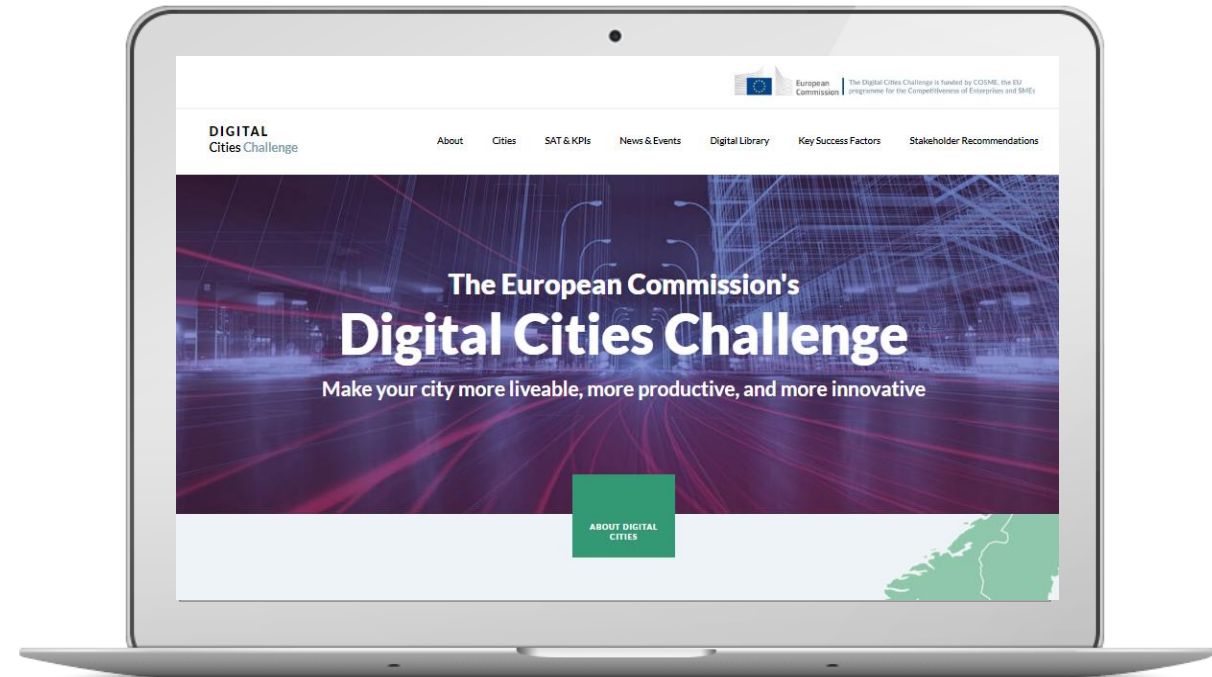 European
Commission
The Digital Cities Challenge is funded by COSME, the EU
programme for the Competitiveness of Enterprises and SMEs
DIGITAL
Cities Challenge
About Cities SAT & KPIs News & Events Digital Library Key Success Factors Stakeholder Recommendations
The European Commission's
Digital Cities Challenge
Make your city more liveable, more productive, and more innovative
ABOUT DIGITAL
CITIES